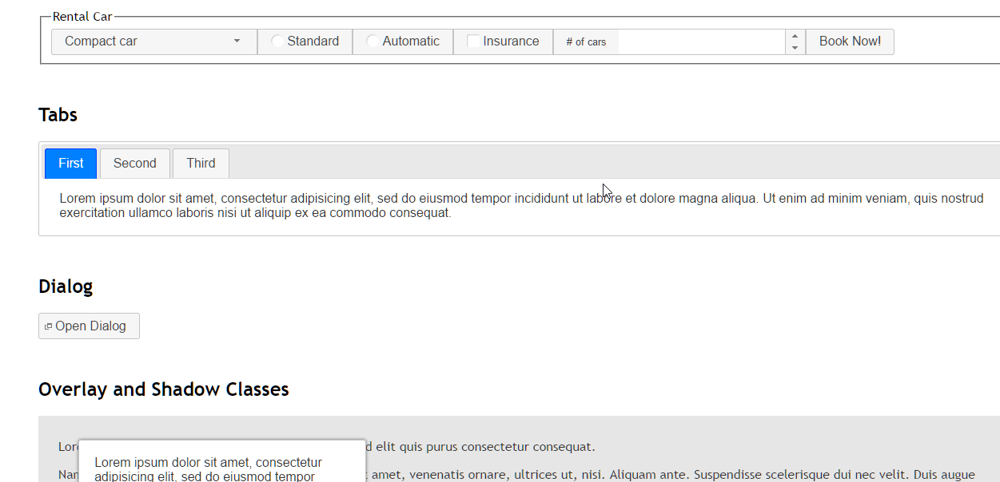 Rental Car
Compact car Standard Automatic Insurance # of cars Book Now!
Tabs
First Second Third
Lorem ipsum dolor sit amet, consectetur adipisicing elit, sed do eiusmod tempor incididunt ut labore et dolore magna aliqua. Ut enim ad minim veniam, quis nostrud
exercitation ullamco laboris nisi ut aliquip ex ea commodo consequat.
Dialog
Open Dialog
Overlay and Shadow Classes
elit quis purus consectetur consequat.
Lorem ipsum dolor sit amet, consectetur
amet, venenatis ornare, ultrices ut, nisi. Aliquam ante. Suspendisse scelerisque dui nec velit. Duis augue
adipisicing elit, sed do eiusmod tempor